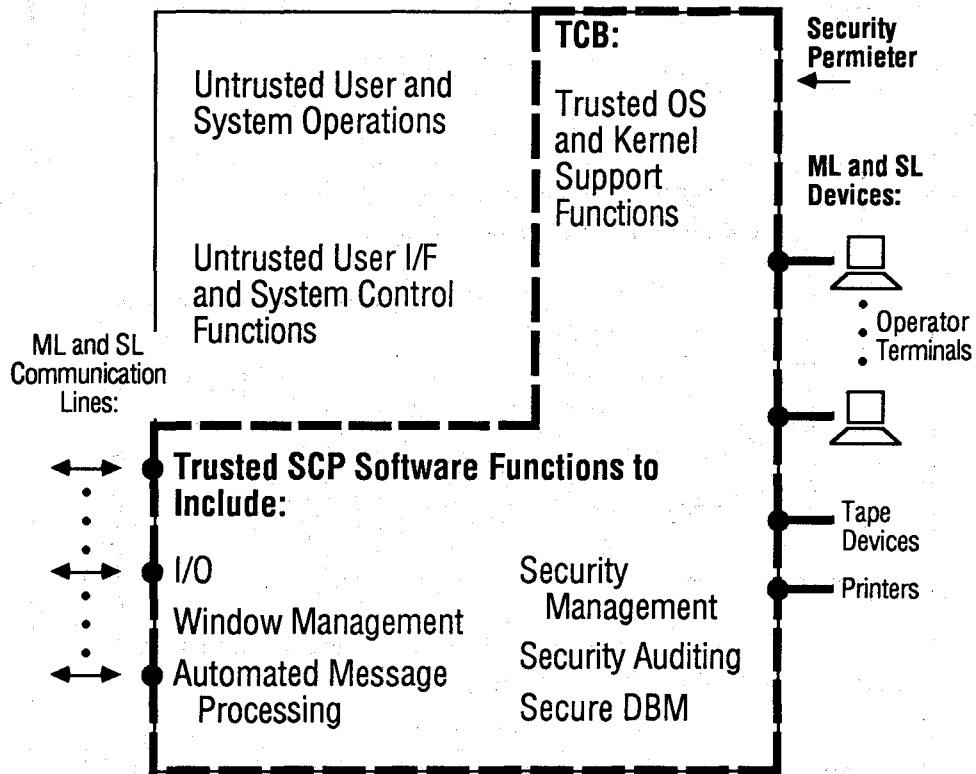 Untrusted User and
System Operations
Untrusted User I/F
and System Control
Functions
TCB:
Trusted OS
and Kernel
Support
Functions
Security
Permieter
ML and SL
Devices:
Operator
Terminals
Tape
Devices
Printers
ML and SL
Communication
Lines:
Trusted SCP Software Functions to
Include:
I/O
Window Management
Automated Message
Processing
Security
Management
Security Auditing
Secure DBM